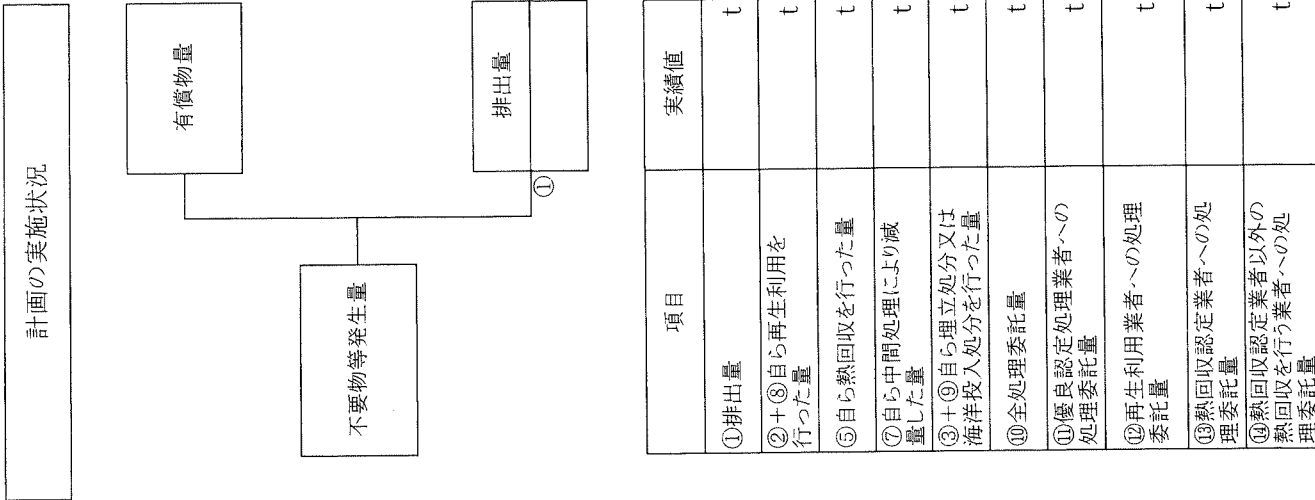 計画の実施状況
有償物量
不要物等発生量
排出量
①
項目
実績値
①排出量
t
②+⑧自ら再生利用を
行った量
t
⑤自ら熱回収を行った量
t
⑦自ら中間処理により減
量した量
t
③+⑨自ら埋立処分又は
海洋投入処分を行った量
t
⑩全処理委託量
t
⑪優良認定処理業者への
処理委託量
t
⑫再生利用業者への処理
委託量
t
⑬熱回収認定業者への処
理委託量
t
⑭熱回収認定業者以外の
熱回収を行う業者への処
理委託量
t